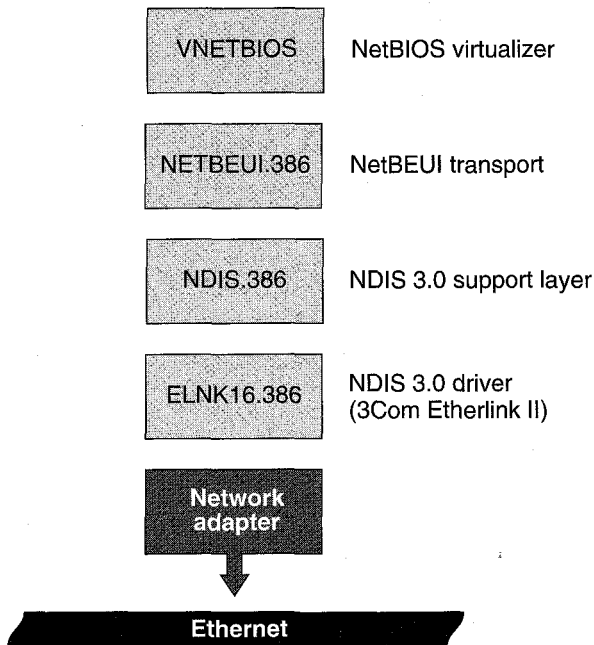 VNETBIOS NetBIOS virtualizer
NETBEUI.386 NetBEUI transport
NDIS.386 NDIS 3.0 support layer
ELNK16.386 NDIS 3.0 driver
(3Com Etherlink II)
Network
adapter
Ethernet